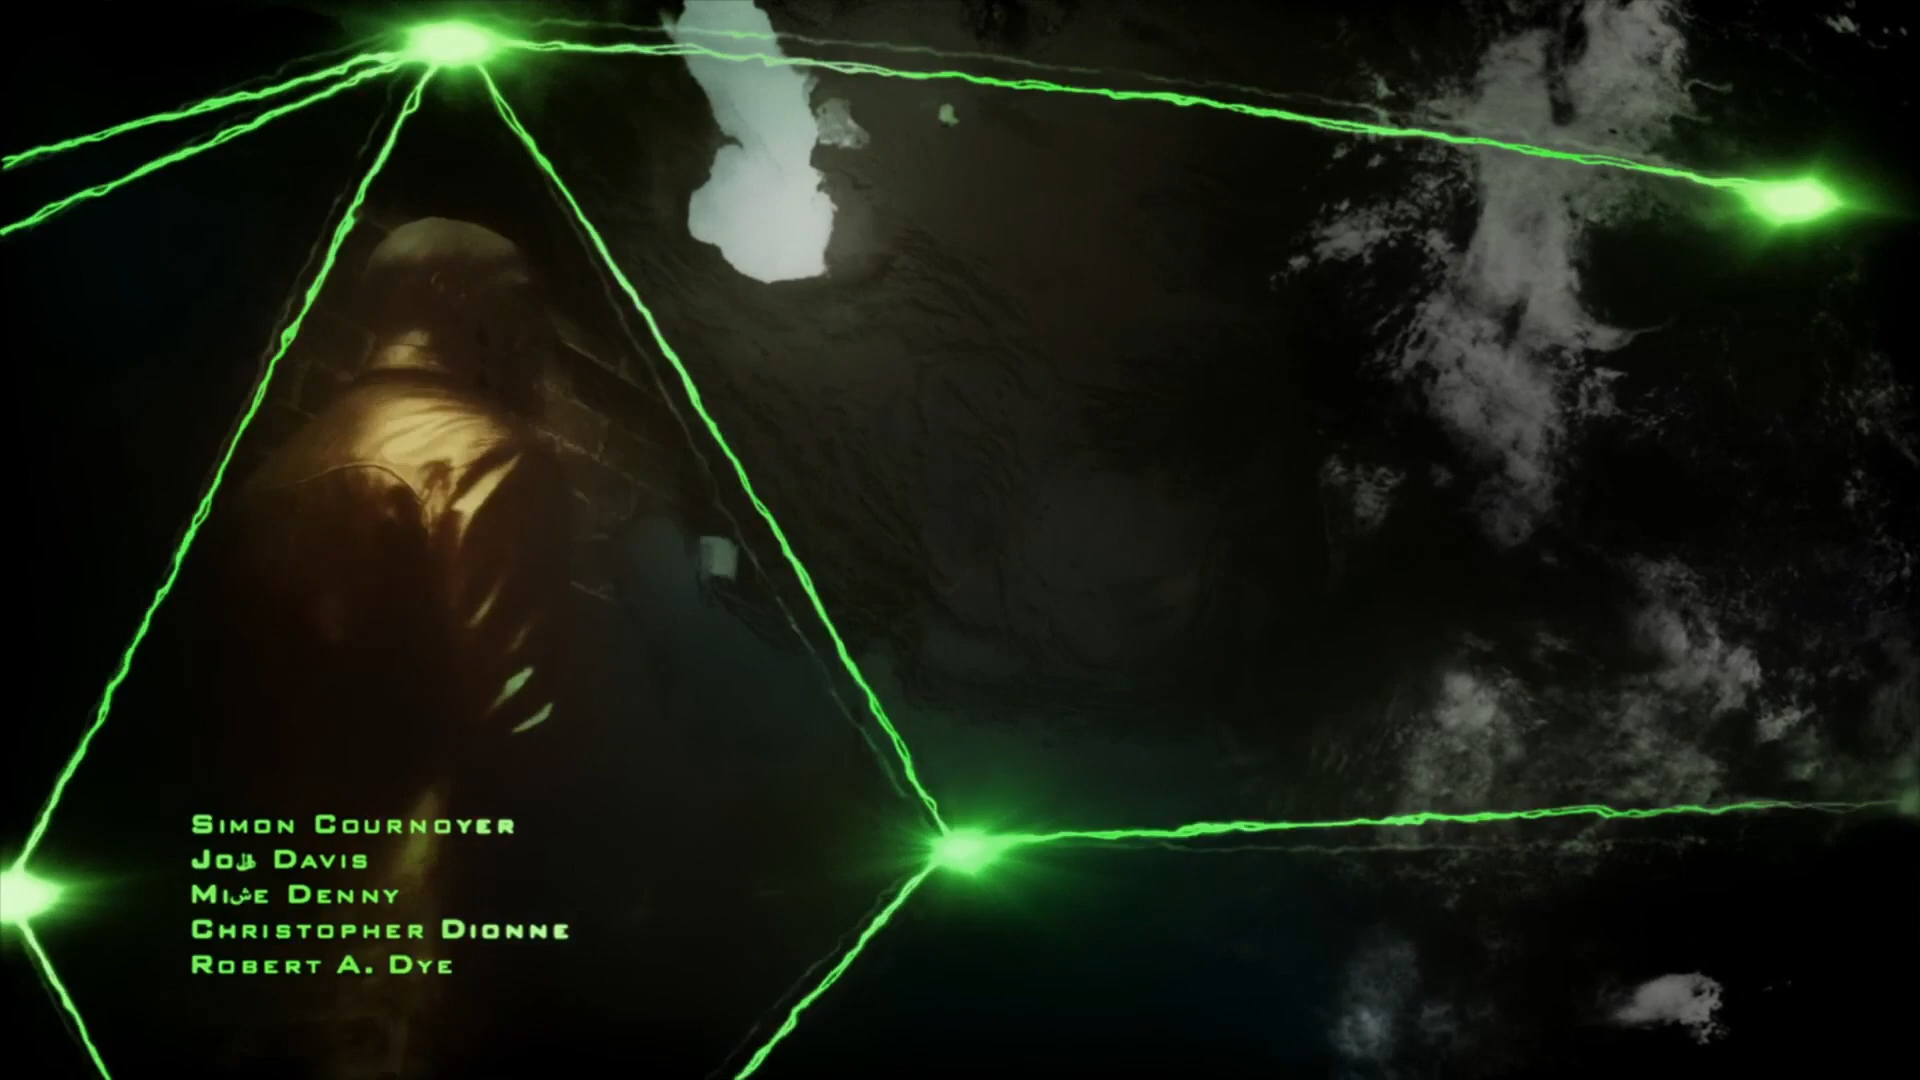 Simon Cournoyer
Davis
Denny
Christopher Dionne
Robert A. Dye